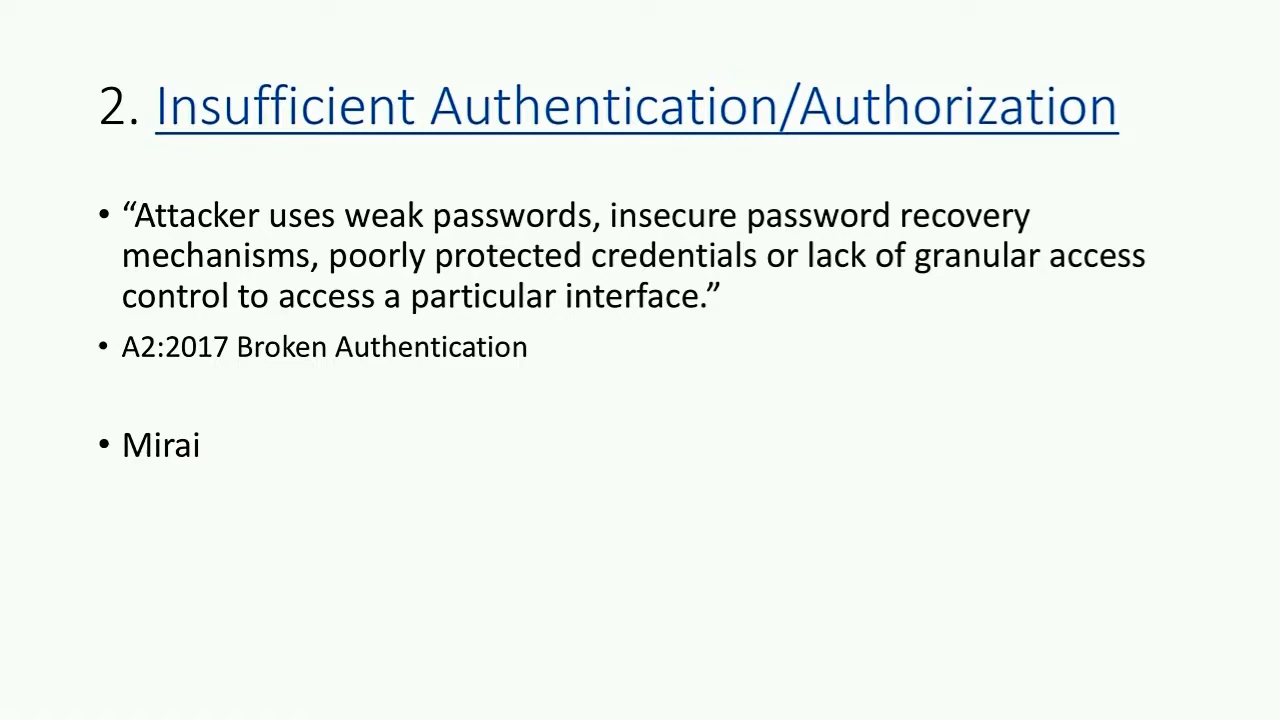 2. Insufficient Authentication/Authorization
• “Attacker uses weak passwords, insecure password recovery
mechanisms, poorly protected credentials or lack of granular access
control to access a particular interface.”
• A2:2017 Broken Authentication
• Mirai